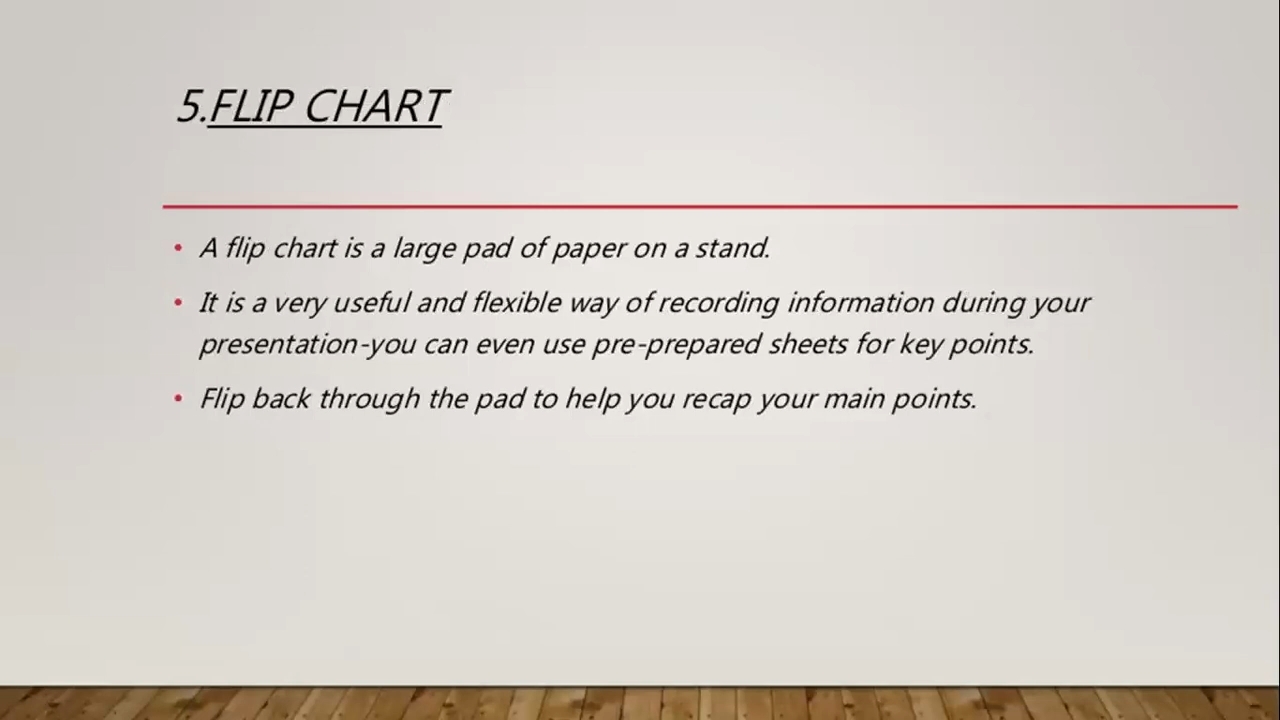 5.FLIP CHART
• A flip chart is a large pad of paper on a stand.
• It is a very useful and flexible way of recording information during your
presentation-you can even use pre-prepared sheets for key points.
• Flip back through the pad to help you recap your main points.